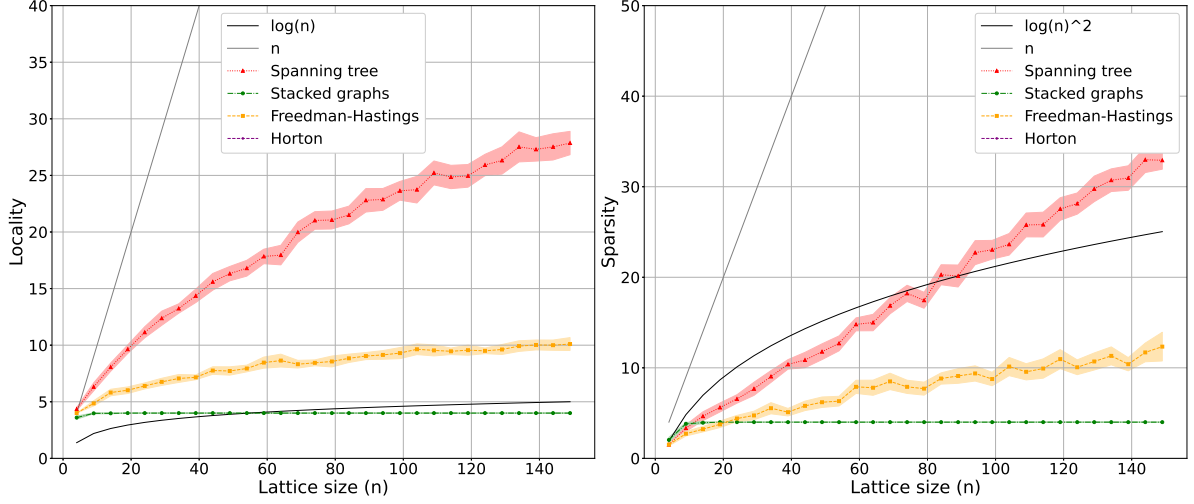 40
35
30
25
20
15
10
5
0
Locality
log(n)
n
Spanning tree
Stacked graphs
Freedman-Hastings
Horton
0 20 40 60 80 100 120 140
Lattice size (n)
50
40
30
20
10
0
Sparsity
log(n)^2
n
Spanning tree
Stacked graphs
Freedman-Hastings
Horton
0 20 40 60 80 100 120 140
Lattice size (n)